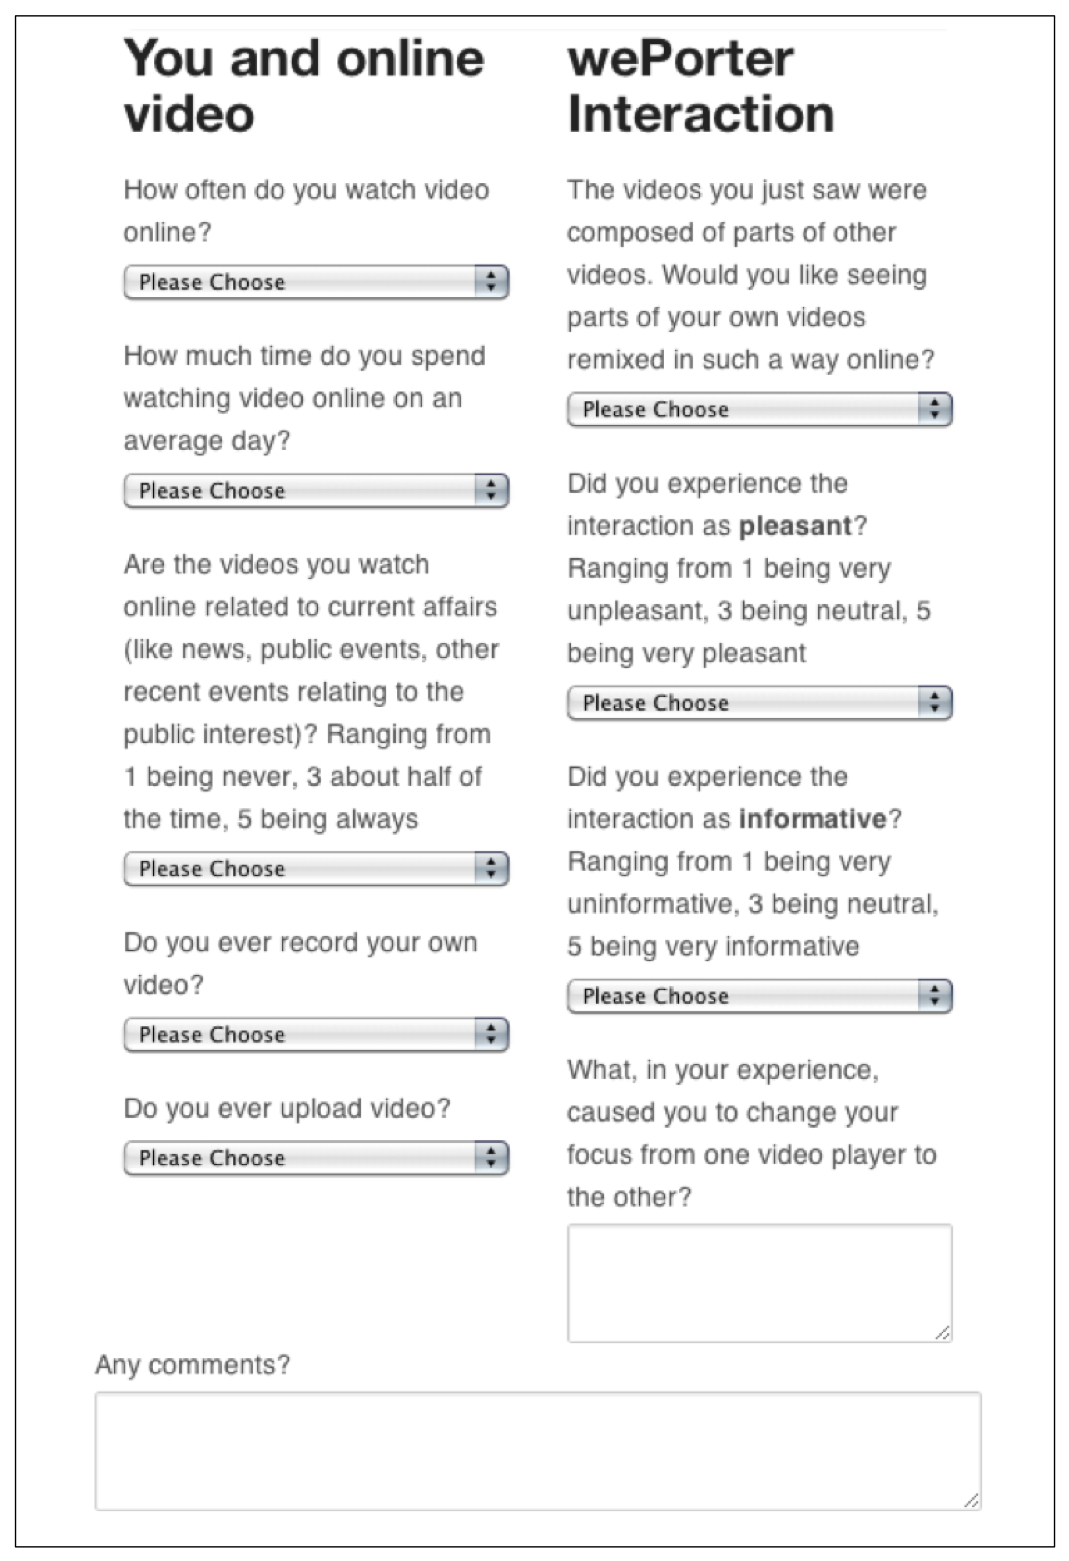 You and online
video
How often do you watch video
online?
Please Choose
How much time do you spend
watching video online on an
average day?
Please Choose
Are the videos you watch
online related to current affairs
(like news, public events, other
recent events relating to the
public interest)? Ranging from
1 being never, 3 about half of
the time, 5 being always
Please Choose
Do you ever record your own
video?
Please Choose
Do you ever upload video?
Please Choose
wePorter
Interaction
The videos you just saw were
composed of parts of other
videos. Would you like seeing
parts of your own videos
remixed in such a way online?
Please Choose
Did you experience the
interaction as pleasant?
Ranging from 1 being very
unpleasant, 3 being neutral, 5
being very pleasant
Please Choose
Did you experience the
interaction as informative?
Ranging from 1 being very
uninformative, 3 being neutral,
5 being very informative
Please Choose
What, in your experience,
caused you to change your
focus from one video player to
the other?
Any comments?